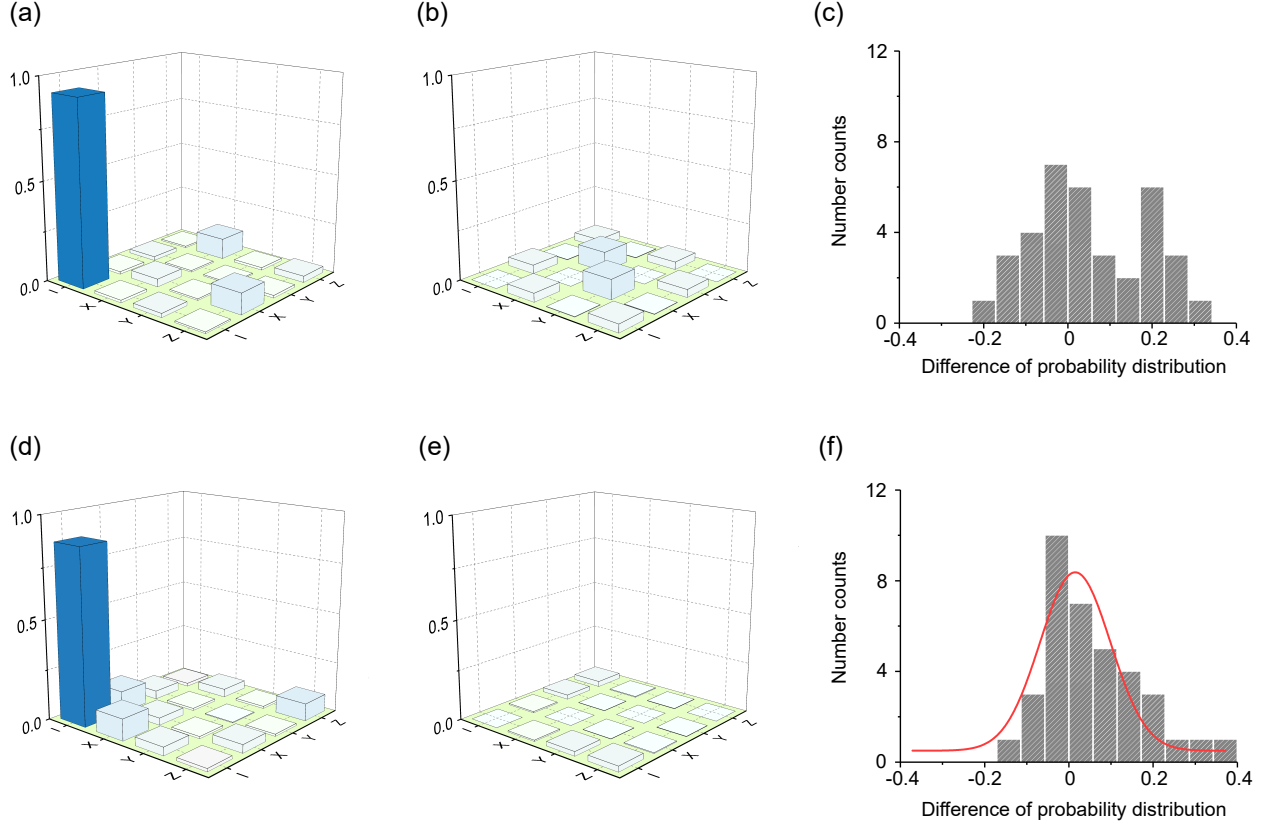 (a)
1.0
0.5
0.0
I
X
Y
Z
I
X
Y
Z
(b)
1.0
0.5
0.0
I
X
Y
Z
I
X
Y
Z
(c)
Number counts
12
8
4
0
-0.4
-0.2
0
0.2
0.4
Difference of probability distribution
(d)
1.0
0.5
0.0
I
X
Y
Z
I
X
Y
Z
(e)
1.0
0.5
0.0
I
X
Y
Z
I
X
Y
Z
(f)
Number counts
12
8
4
0
-0.4
-0.2
0
0.2
0.4
Difference of probability distribution